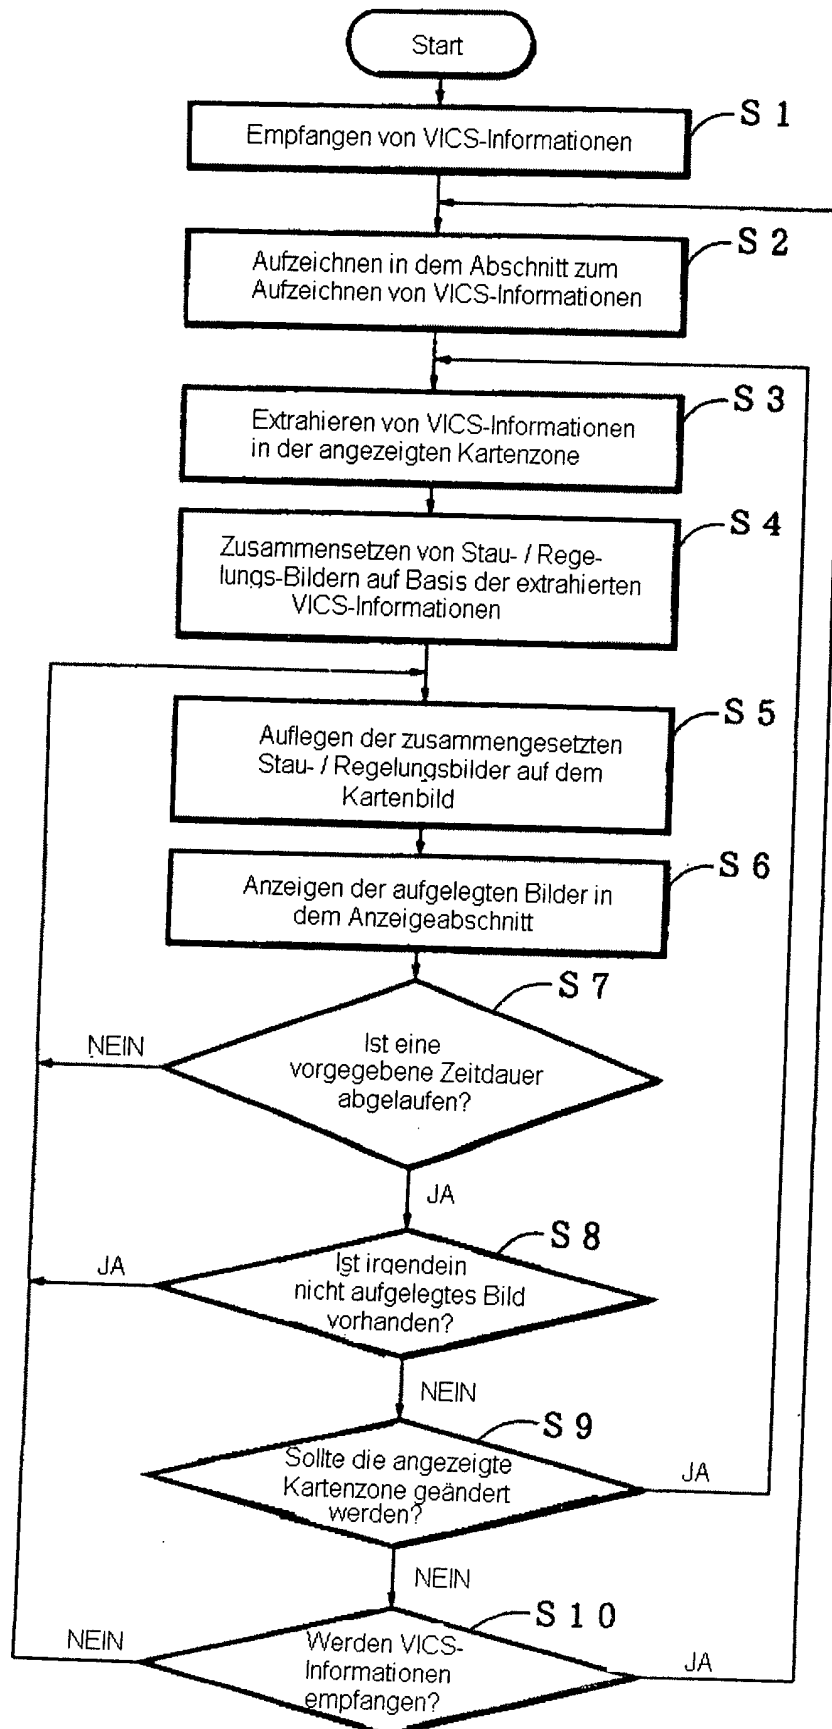 Start
Empfangen von VICS-Informationen
S 1
Aufzeichnen in dem Abschnitt zum
Aufzeichnen von VICS-Informationen
S 2
Extrahieren von VICS-Informationen
in der angezeigten Kartenzone
S 3
Zusammensetzen von Stau- / Rege-
lungs-Bildern auf Basis der extrahierten
VICS-Informationen
S 4
Auflegen der zusammengesetzten
Stau- / Regelungsbilder auf dem
Kartenbild
S 5
Anzeigen der aufgelegten Bilder in
dem Anzeigeabschnitt
S 6
Ist eine
vorgegebene Zeitdauer
abgelaufen?
S 7
NEIN
JA
Ist irgendein
nicht aufgelegtes Bild
vorhanden?
S 8
JA
NEIN
Sollte die angezeigte
Kartenzone geändert
werden?
S 9
JA
NEIN
Werden VICS-
Informationen
empfangen?
S 1 0
NEIN
JA